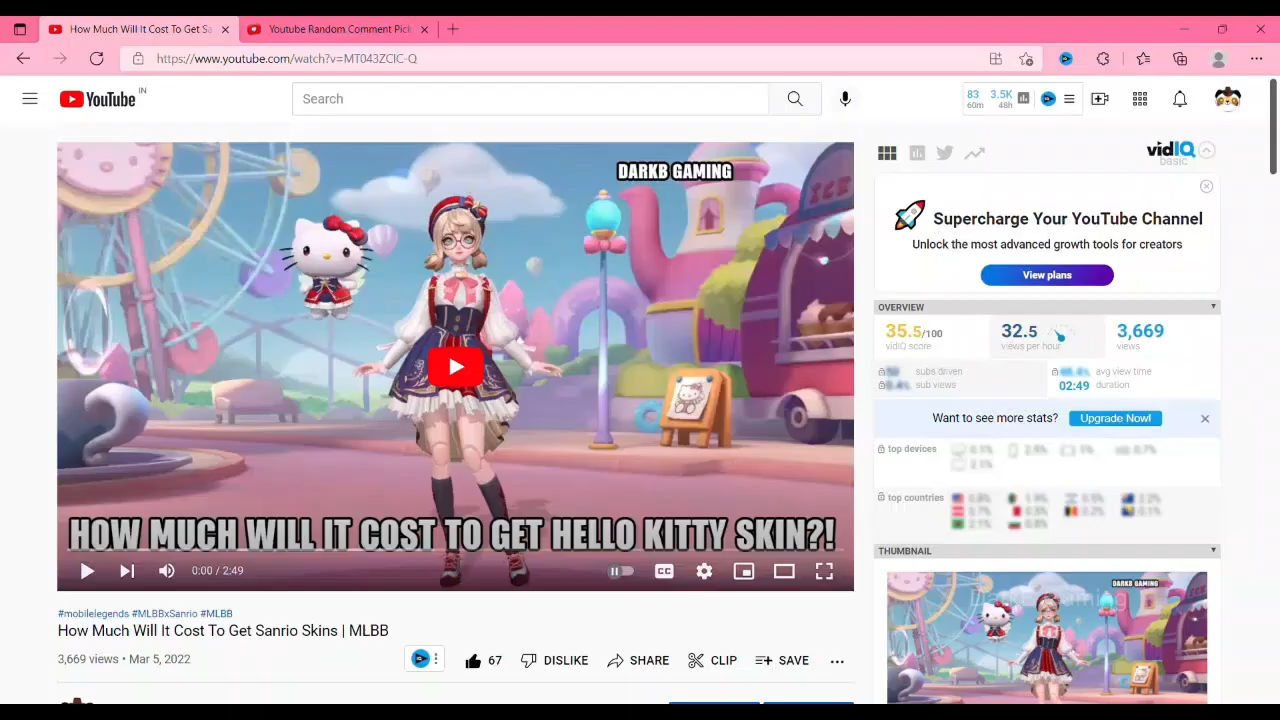 How Much Will It Cost To Get Sa
Youtube Random Comment Pick
https://www.youtube.com/watch?v=MT043ZClC-Q
YouTube IN
Search
83 3.5K
60m 48h
DARKB GAMING
ICE
HOW MUCH WILL IT COST TO GET HELLO KITTY SKIN?!
0:00 / 2:49
CC
#mobilelegends #MLBBxSanrio #MLBB
How Much Will It Cost To Get Sanrio Skins | MLBB
3,669 views • Mar 5, 2022
67 DISLIKE SHARE CLIP SAVE
vidIQ
basic
Supercharge Your YouTube Channel
Unlock the most advanced growth tools for creators
View plans
OVERVIEW
35.5/100 32.5 3,669
vidIQ score views per hour views
subs driven avg view time
sub views 02:49 duration
Want to see more stats? Upgrade Now!
top devices
top countries
THUMBNAIL
DARKB GAMING